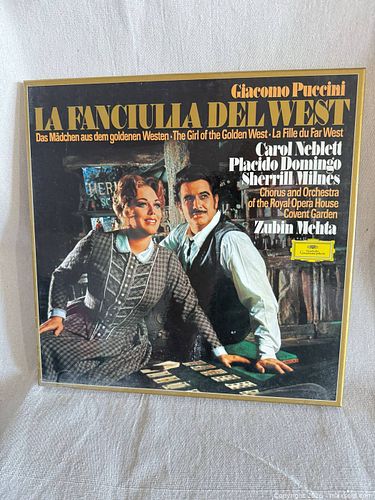 Giacomo Puccini
LA FANCIULLA DEL WEST
Das Mädchen aus dem goldenen Westen · The Girl of the Golden West · La Fille du Far West
Carol Neblett
Placido Domingo
Sherrill Milnes
Chorus and Orchestra
of the Royal Opera House
Covent Garden
Zubin Mehta
Deutsche
Grammophon